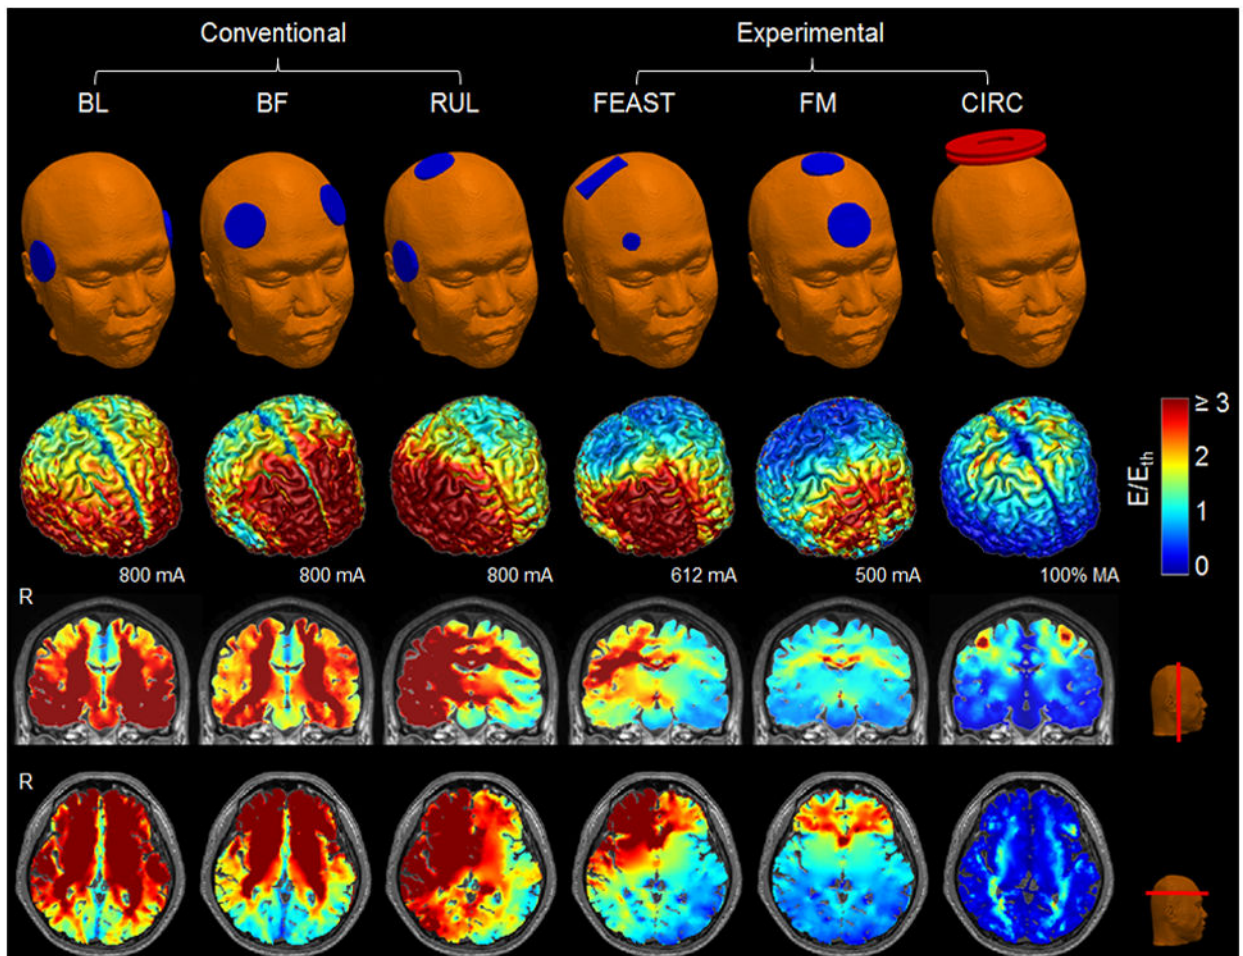 Conventional Experimental
BL BF RUL FEAST FM CIRC
≥ 3
2
1
0
E/Eth
800 mA 800 mA 800 mA 612 mA 500 mA 100% MA
R
R